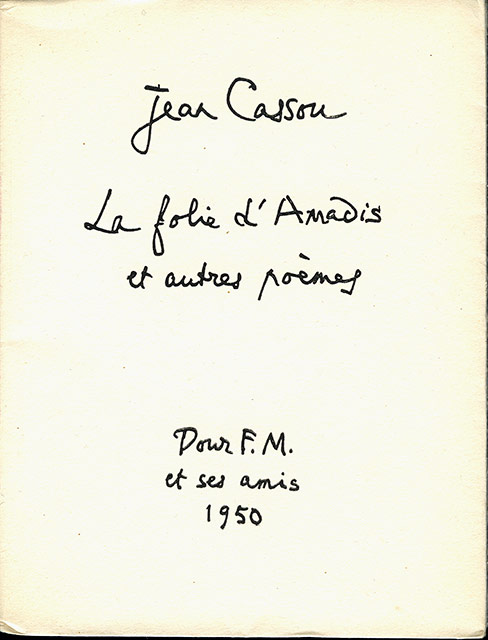 Jean Cassou
La folie d'Amadis
et autres poèmes
Pour F.M.
et ses amis
1950